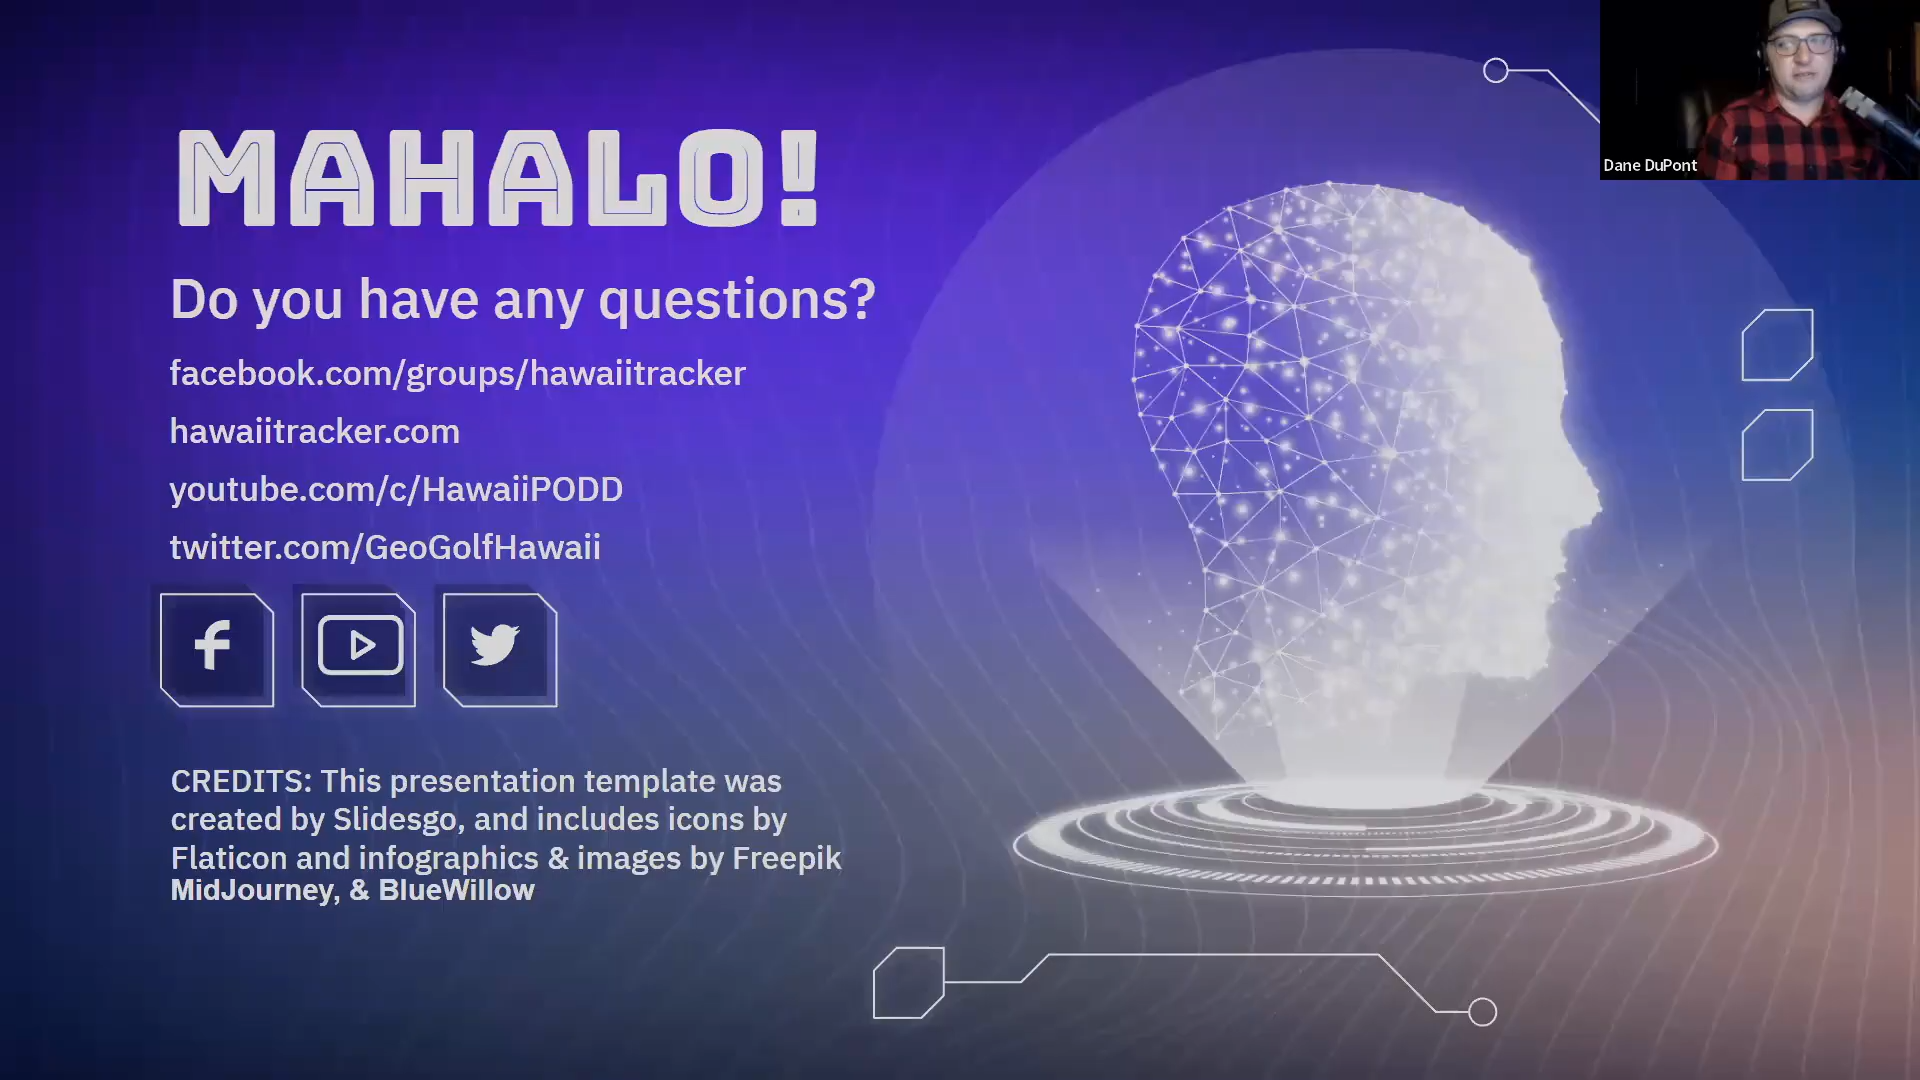 MAHALO!
Do you have any questions?
facebook.com/groups/hawaiitracker
hawaiitracker.com
youtube.com/c/HawaiiPODD
twitter.com/GeoGolfHawaii
CREDITS: This presentation template was
created by Slidesgo, and includes icons by
Flaticon and infographics & images by Freepik
MidJourney, & BlueWillow
Dane DuPont